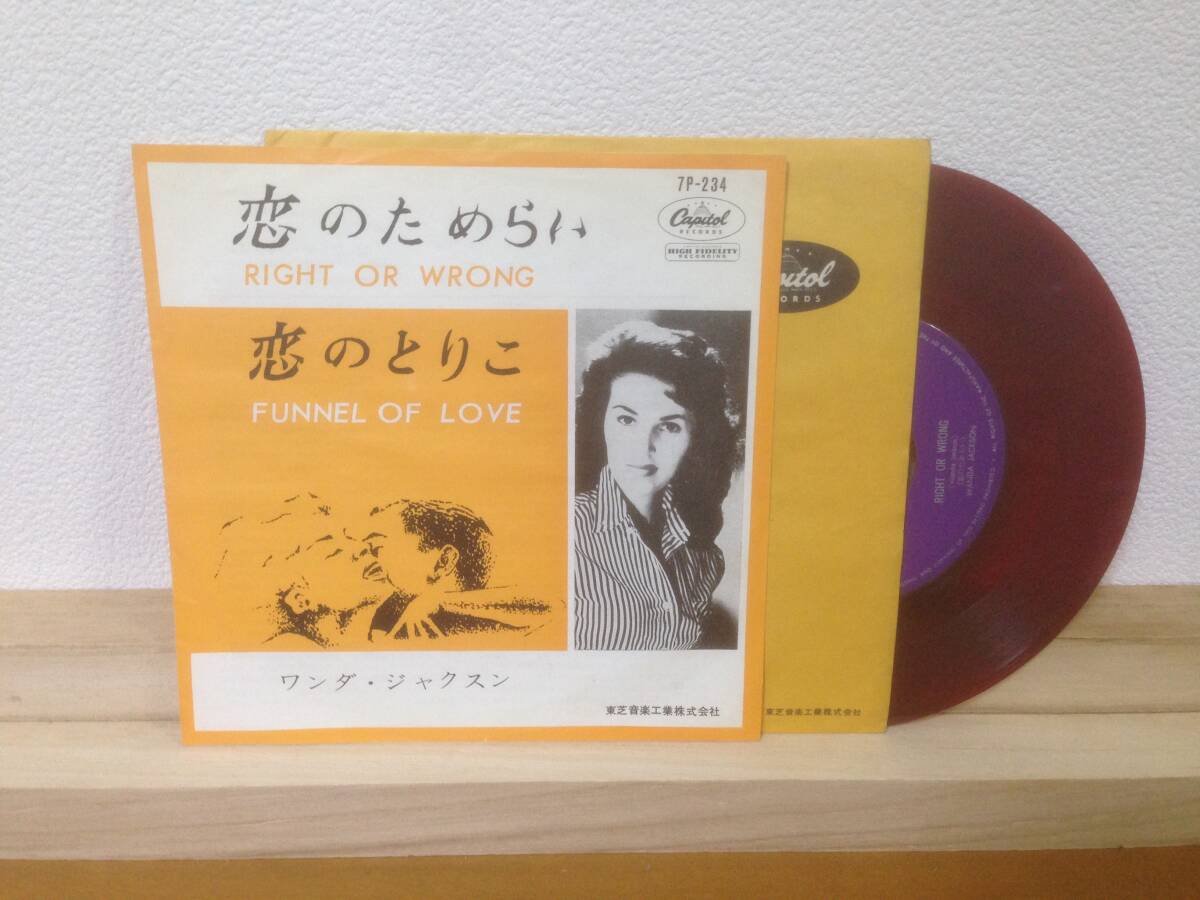 7P-234
Capitol
RECORDS
HIGH FIDELITY
RECORDING
恋のためらい
RIGHT OR WRONG
恋のとりこ
FUNNEL OF LOVE
ワンダ・ジャクスン
東芝音楽工業株式会社
pitol
ORDS
東芝音楽工業株式会社
RIGHT OR WRONG
WANDA JACKSON